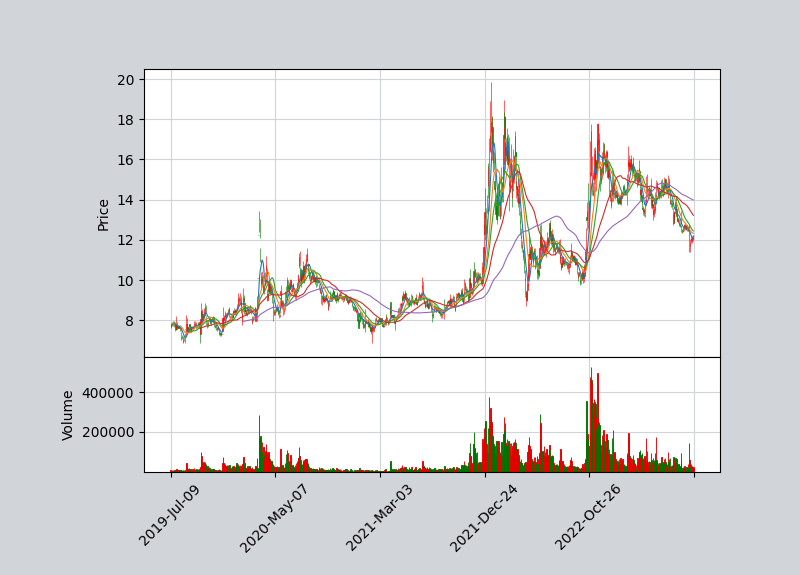 20
18
16
14
12
10
8
Price
400000
200000
Volume
2019-Jul-09
2020-May-07
2021-Mar-03
2021-Dec-24
2022-Oct-26